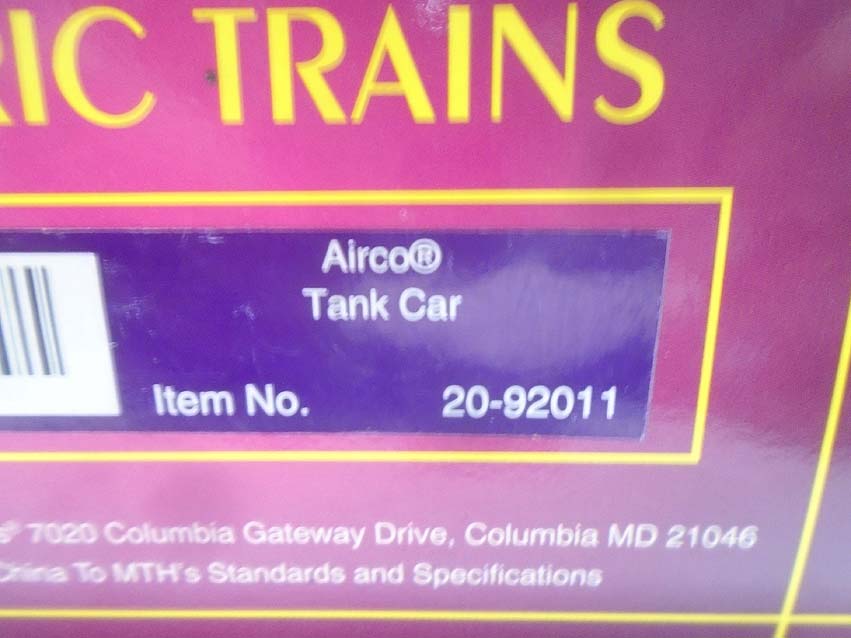 RIC TRAINS
Airco®
Tank Car
Item No. 20-92011
s® 7020 Columbia Gateway Drive, Columbia MD 21046
China To MTH's Standards and Specifications